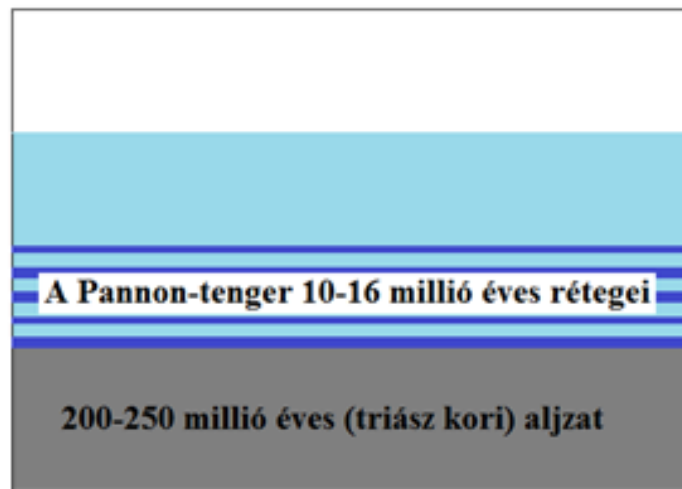 A Pannon-tenger 10-16 millió éves rétegei
200-250 millió éves (triász kori) aljzat